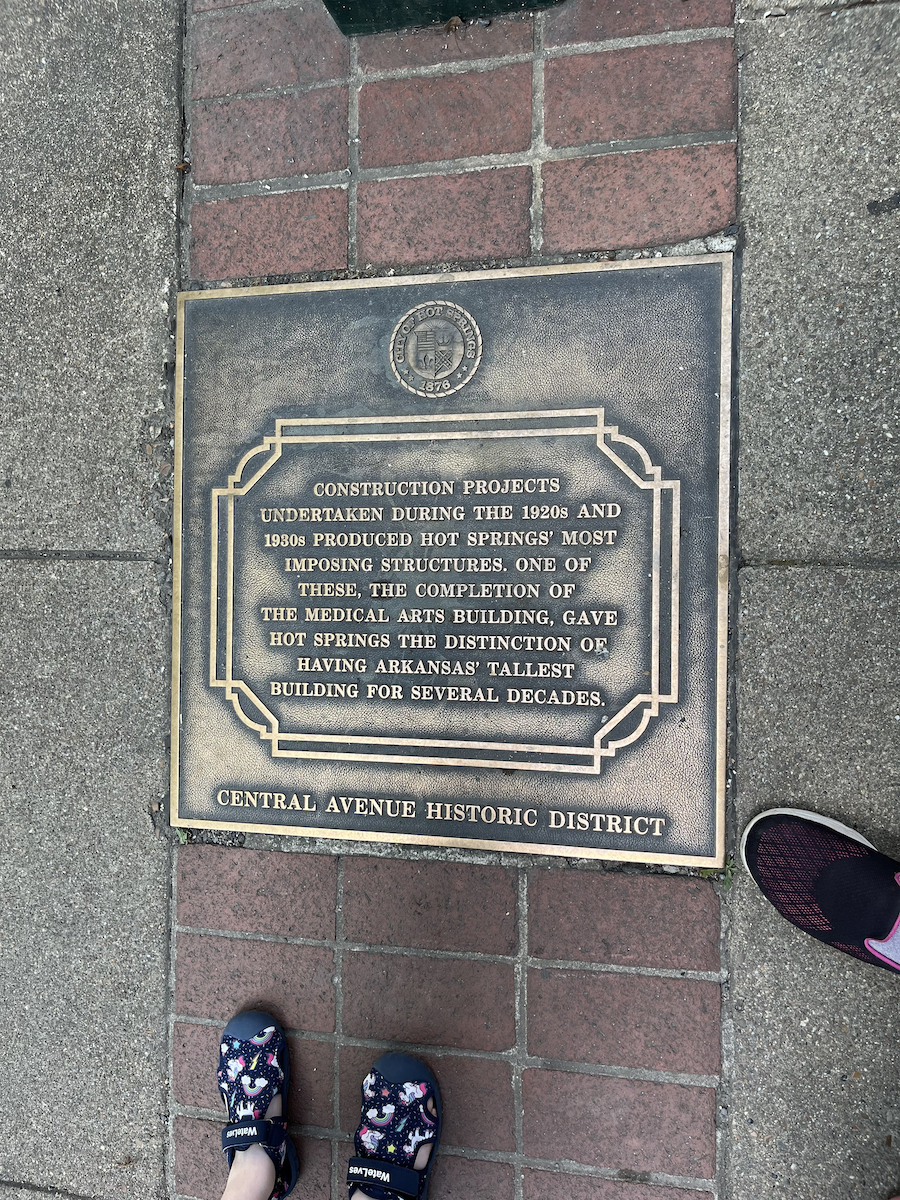 CITY OF HOT SPRINGS
1876
CONSTRUCTION PROJECTS
UNDERTAKEN DURING THE 1920s AND
1930s PRODUCED HOT SPRINGS' MOST
IMPOSING STRUCTURES. ONE OF
THESE, THE COMPLETION OF
THE MEDICAL ARTS BUILDING, GAVE
HOT SPRINGS THE DISTINCTION OF
HAVING ARKANSAS' TALLEST
BUILDING FOR SEVERAL DECADES.
CENTRAL AVENUE HISTORIC DISTRICT
WateLves
WateLves